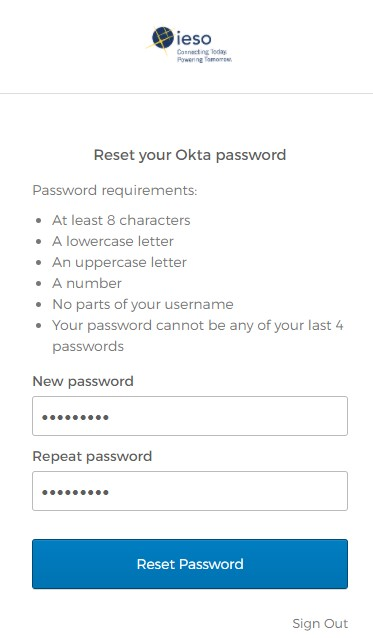 ieso
Connecting Today.
Powering Tomorrow.
Reset your Okta password
Password requirements:
At least 8 characters
A lowercase letter
An uppercase letter
A number
No parts of your username
Your password cannot be any of your last 4
passwords
New password
•••••••••
Repeat password
•••••••••
Reset Password
Sign Out